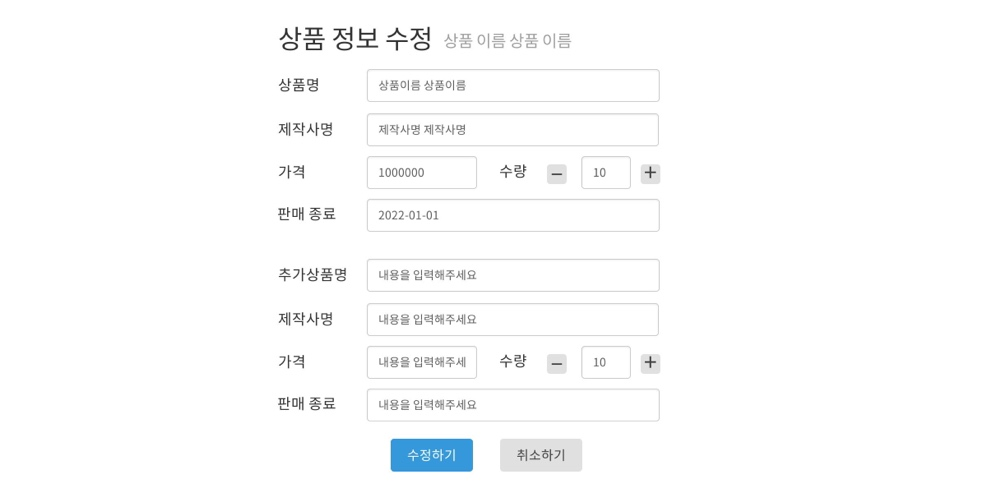 상품 정보 수정 상품 이름 상품 이름
상품명 상품이름 상품이름
제작사명 제작사명 제작사명
가격 1000000 수량 - 10 +
판매 종료 2022-01-01
추가상품명 내용을 입력해주세요
제작사명 내용을 입력해주세요
가격 내용을 입력해주세 수량 - 10 +
판매 종료 내용을 입력해주세요
수정하기 취소하기